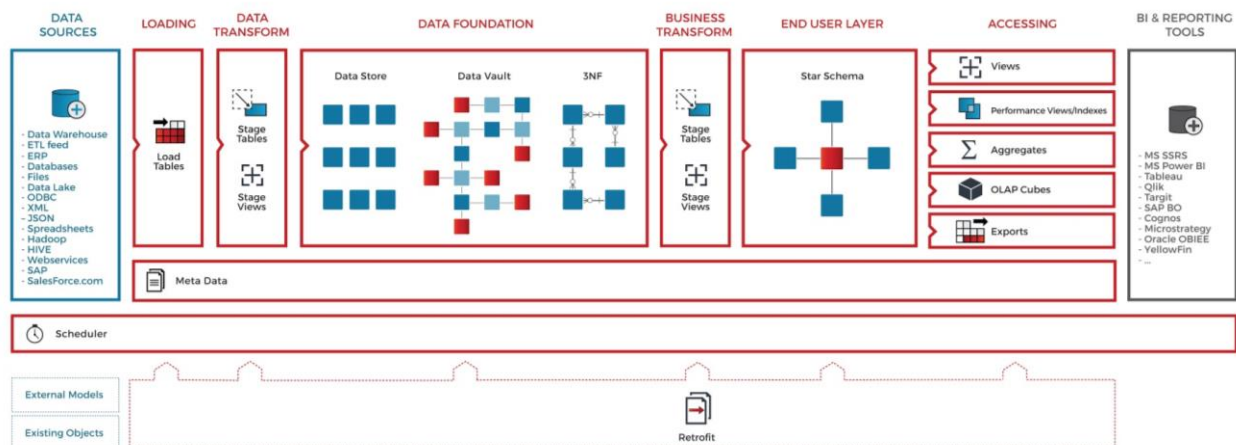 DATA
SOURCES
LOADING
DATA
TRANSFORM
DATA FOUNDATION
BUSINESS
TRANSFORM
END USER LAYER
ACCESSING
BI & REPORTING
TOOLS
- Data Warehouse
- ETL feed
- ERP
- Databases
- Files
- Data Lake
- ODBC
- XML
- JSON
- Spreadsheets
- Hadoop
- HIVE
- Webservices
- SAP
- SalesForce.com
Load
Tables
Stage
Tables
Stage
Views
Data Store
Data Vault
3NF
Stage
Tables
Stage
Views
Star Schema
Views
Performance Views/Indexes
Aggregates
OLAP Cubes
Exports
- MS SSRS
- MS Power BI
- Tableau
- Qlik
- Targit
- SAP BO
- Cognos
- Microstrategy
- Oracle OBIEE
- YellowFin
- ...
Meta Data
Scheduler
External Models
Existing Objects
Retrofit